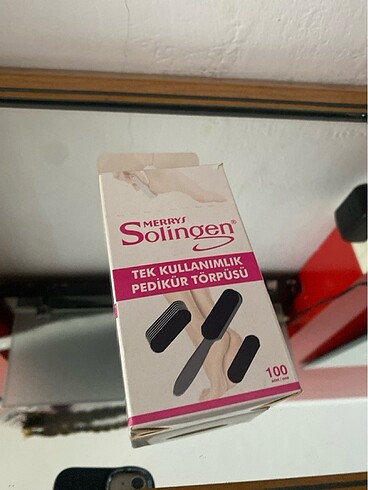 MERRYS
Solingen®
TEK KULLANIMLIK
PEDİKÜR TÖRPÜSÜ
100